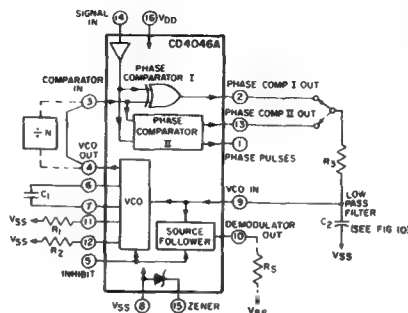 SIGNAL IN
14
16 VDD
CD4046A
PHASE COMPARATOR I
COMPARATOR IN
3
2 PHASE COMP I OUT
PHASE COMP II OUT
13
PHASE COMPARATOR II
÷ N
1
PHASE PULSES
VCO OUT
4
R3
6
C1
7
VCO
VCO IN
9
LOW PASS FILTER
VSS
R1
11
SOURCE FOLLOWER
DEMODULATOR OUT
10
C2
(SEE FIG 10)
VSS
R2
12
VSS
5
INHIBIT
RS
VSS
8
15
ZENER
VSS